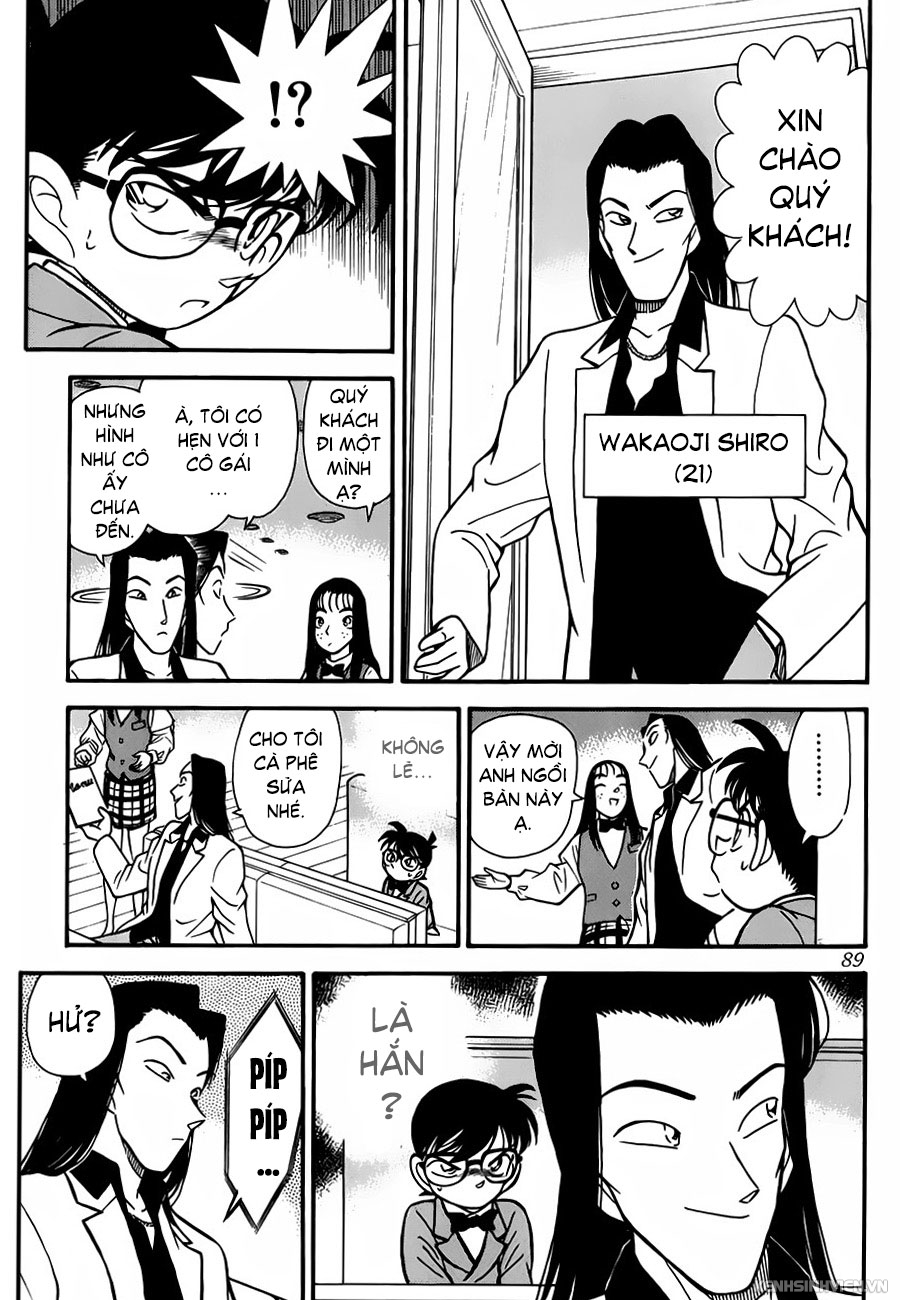 XIN
CHÀO
QUÝ
KHÁCH!
WAKAOJI SHIRO
(21)
!?
QUÝ
KHÁCH
ĐI MỘT
MÌNH
Ạ?
À, TÔI CÓ
HẸN VỚI 1
CÔ GÁI
...
NHƯNG
HÌNH
NHƯ CÔ
ẤY
CHƯA
ĐẾN.
.........
VẬY MỜI
ANH NGỒI
BÀN NÀY
Ạ.
KHÔNG
LẼ...
CHO TÔI
CÀ PHÊ
SỮA
NHÉ.
89
LÀ
HẮN
?
PÍP
PÍP
...
HỬ?